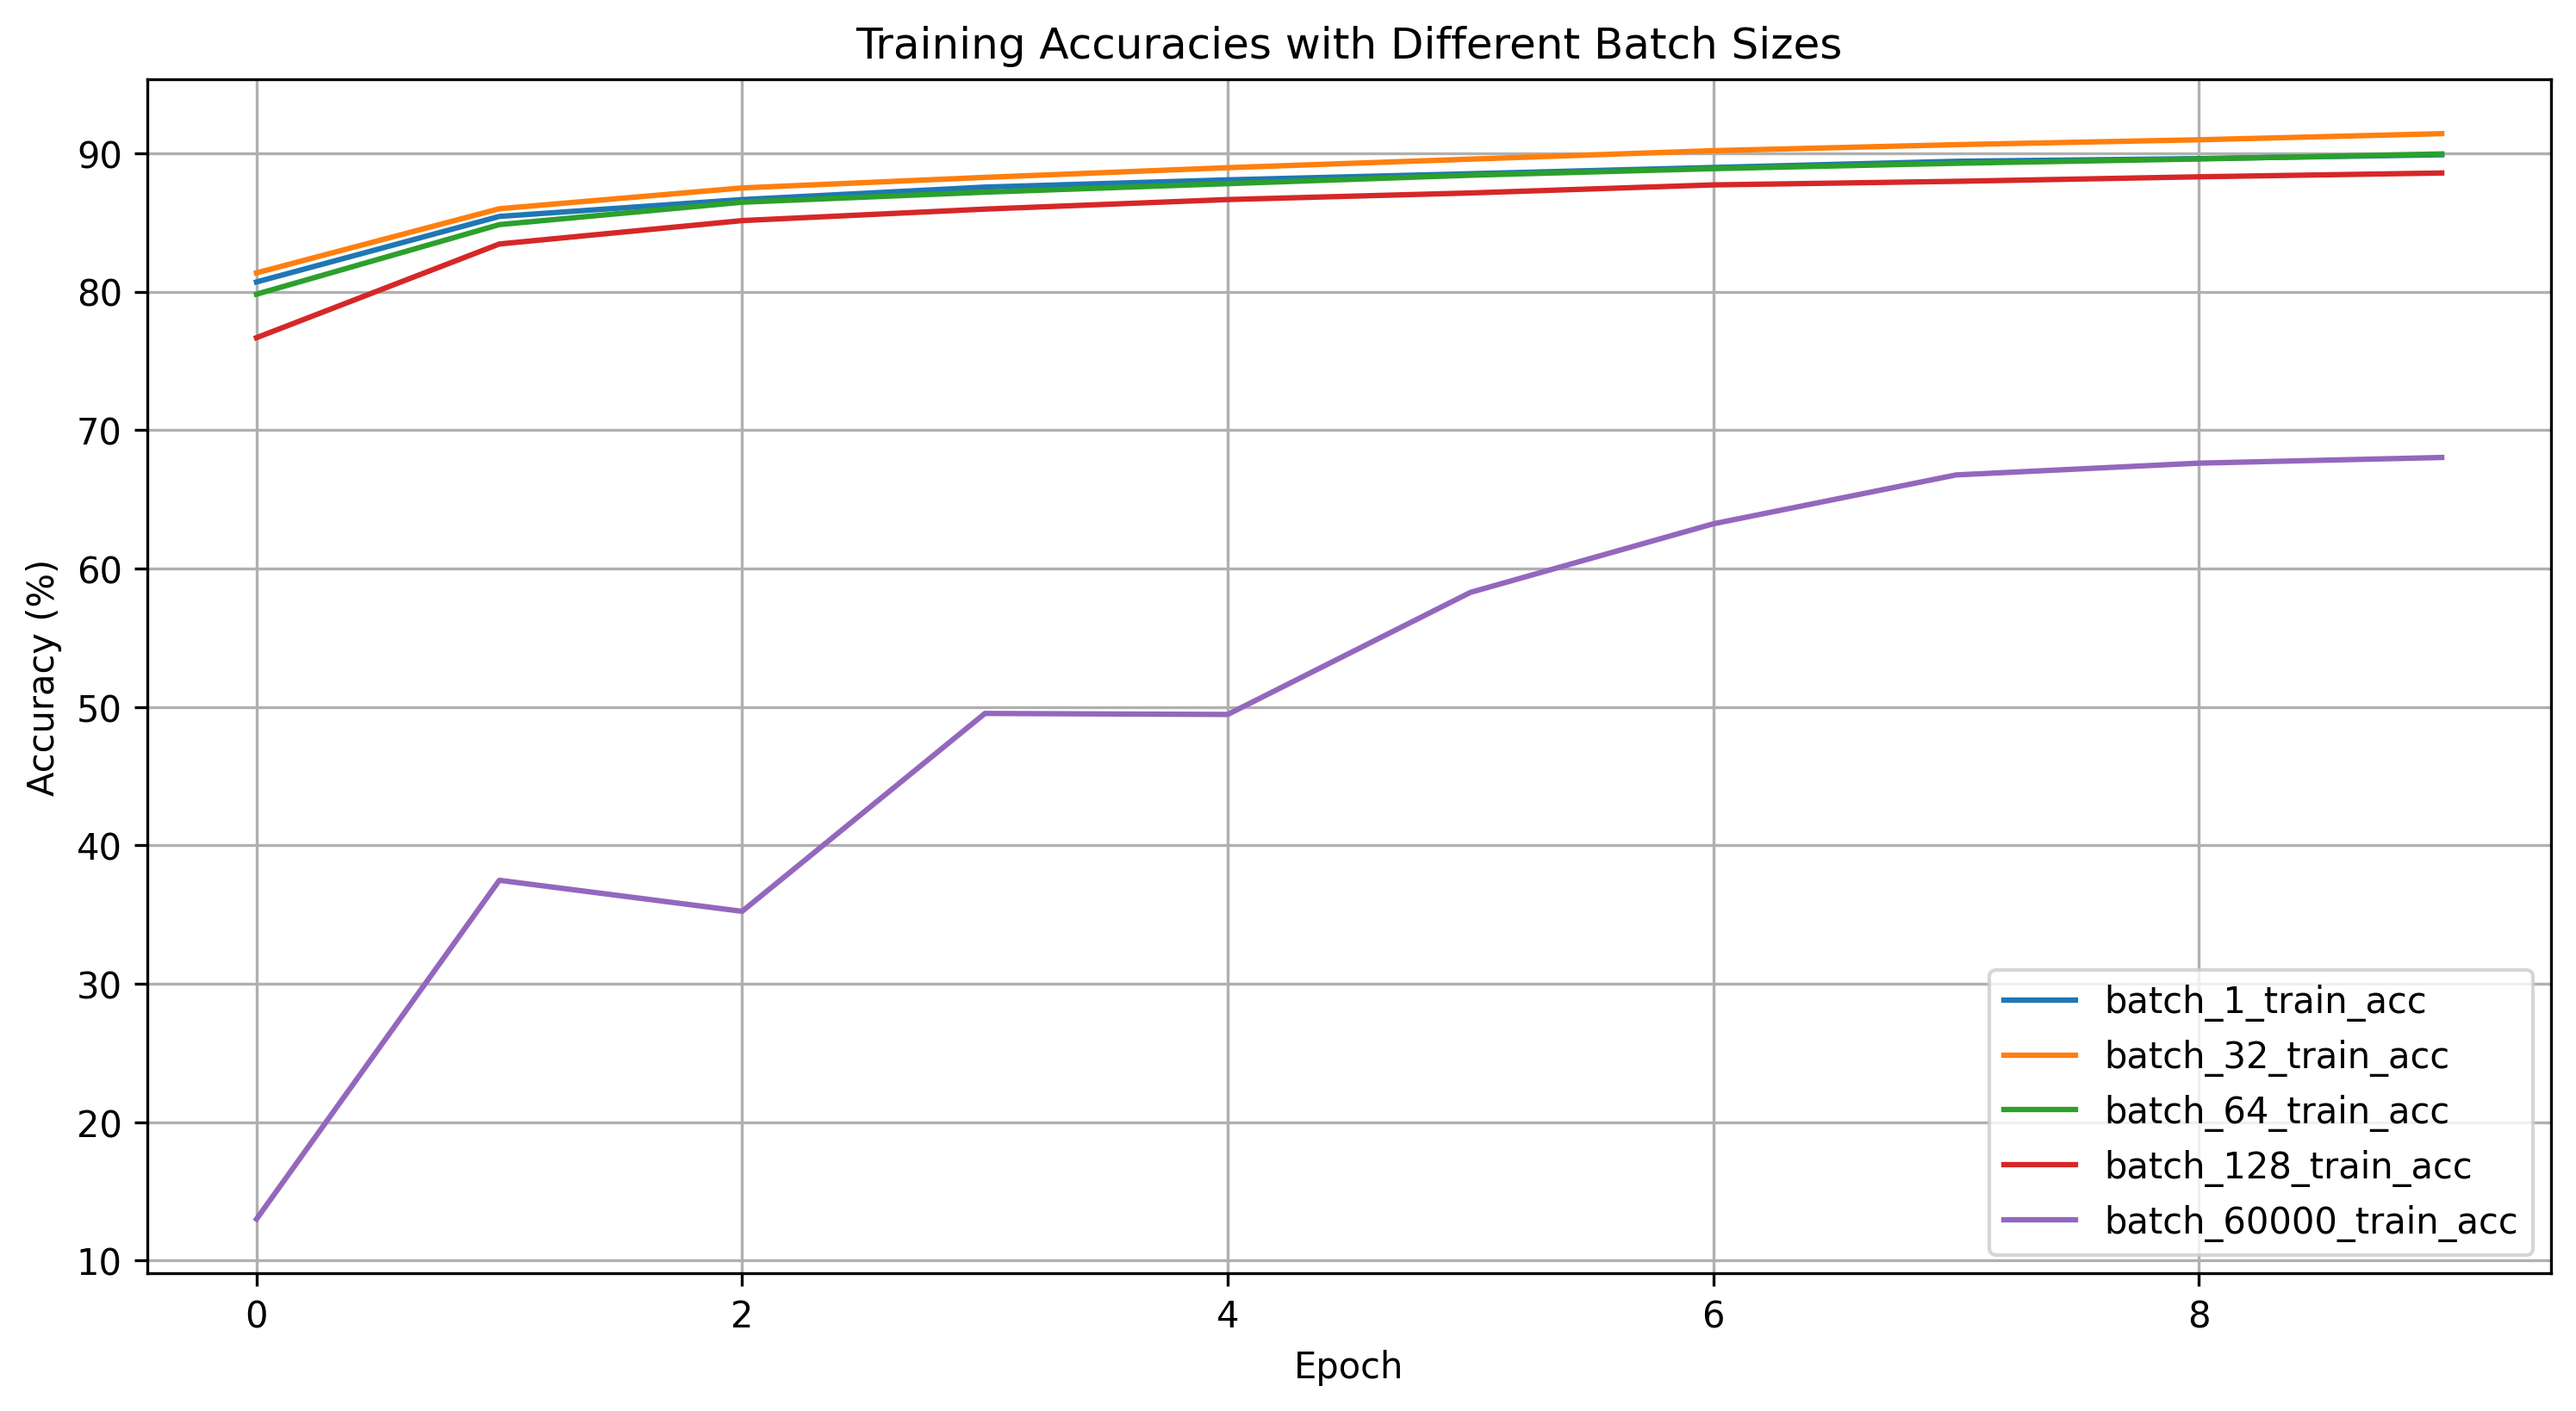 Training Accuracies with Different Batch Sizes
Accuracy (%)
90
80
70
60
50
40
30
20
10
0
2
4
6
8
Epoch
batch_1_train_acc
batch_32_train_acc
batch_64_train_acc
batch_128_train_acc
batch_60000_train_acc